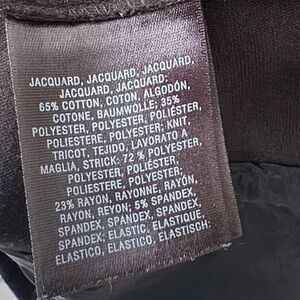 JACQUARD, JACQUARD, JACQUARD,
JACQUARD, JACQUARD:
65% COTTON, COTON, ALGODÓN,
COTONE, BAUMWOLLE; 35%
POLYESTER, POLYESTER, POLIÉSTER,
POLIESTERE, POLYESTER; KNIT,
TRICOT, TEJIDO, LAVORATO A
MAGLIA, STRICK: 72 % POLYESTER,
POLYESTER, POLIÉSTER,
POLIESTERE, POLYESTER;
23% RAYON, RAYONNE, RAYÓN,
RAYON, REYON; 5% SPANDEX,
SPANDEX, SPANDEX, SPANDEX,
SPANDEX; ELASTIC, ELASTIQUE,
ELÁSTICO, ELASTICO, ELASTISCH: